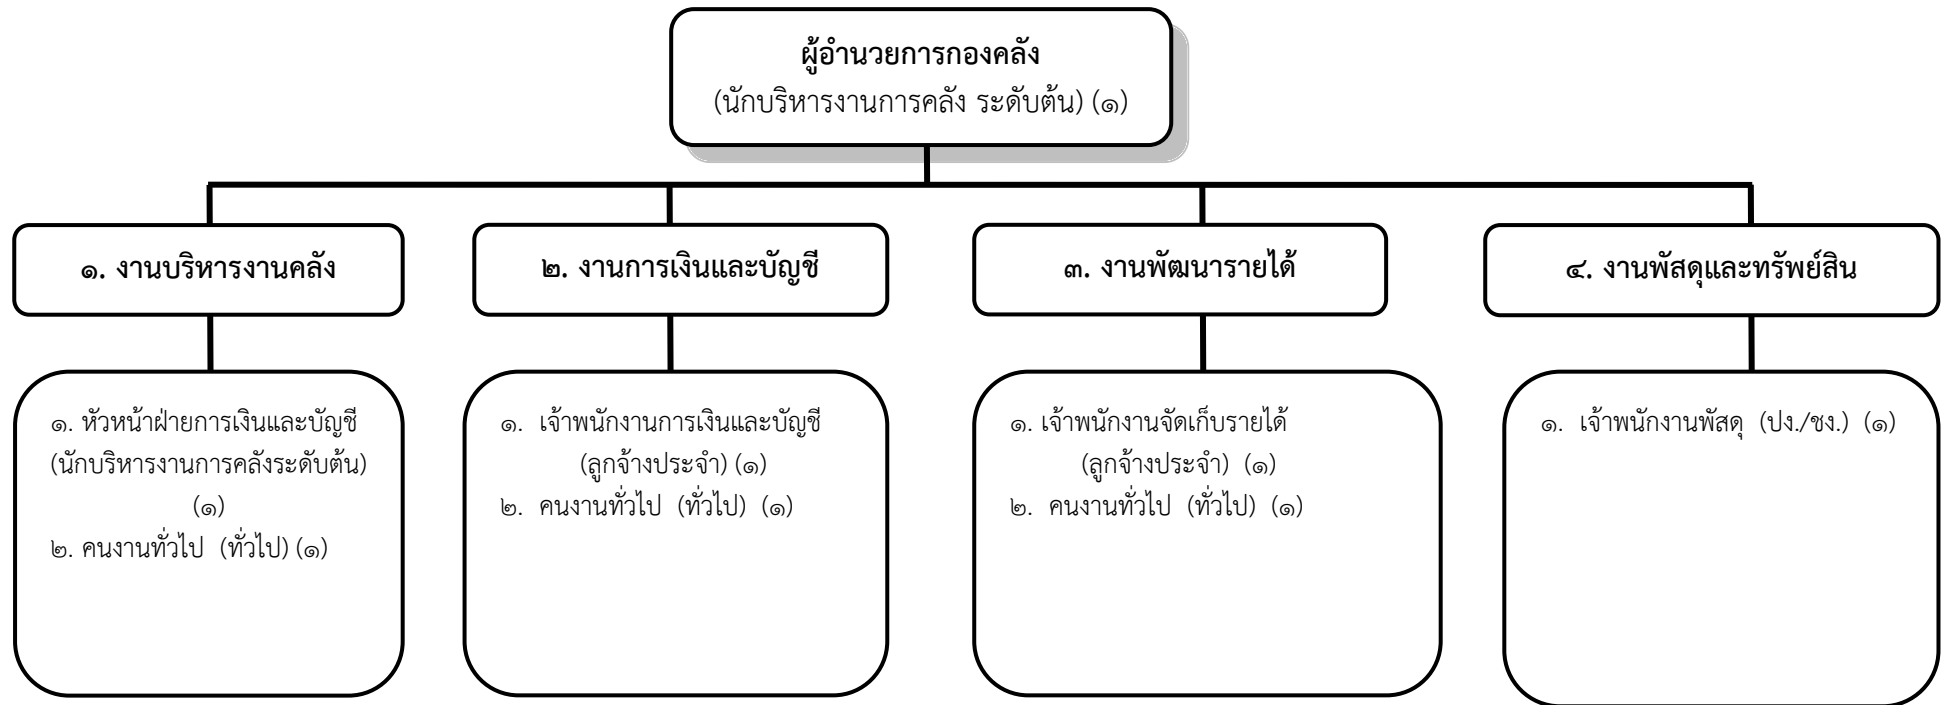 ผู้อำนวยการกองคลัง
(นักบริหารงานการคลัง ระดับต้น) (๑)
๑. งานบริหารงานคลัง
๒. งานการเงินและบัญชี
๓. งานพัฒนารายได้
๔. งานพัสดุและทรัพย์สิน
๑. หัวหน้าฝ่ายการเงินและบัญชี
(นักบริหารงานการคลังระดับต้น)
(๑)
๒. คนงานทั่วไป (ทั่วไป) (๑)
๑. เจ้าพนักงานการเงินและบัญชี
(ลูกจ้างประจำ) (๑)
๒. คนงานทั่วไป (ทั่วไป) (๑)
๑. เจ้าพนักงานจัดเก็บรายได้
(ลูกจ้างประจำ) (๑)
๒. คนงานทั่วไป (ทั่วไป) (๑)
๑. เจ้าพนักงานพัสดุ (ปง./ชง.) (๑)